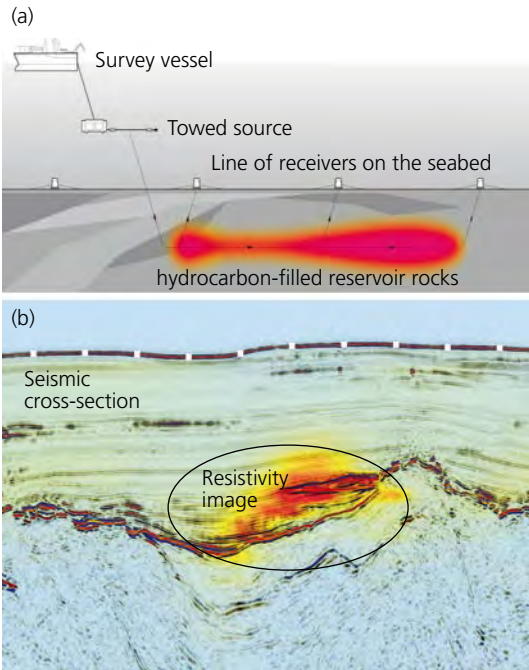 (a)
Survey vessel
Towed source
Line of receivers on the seabed
hydrocarbon-filled reservoir rocks
(b)
Seismic
cross-section
Resistivity
image